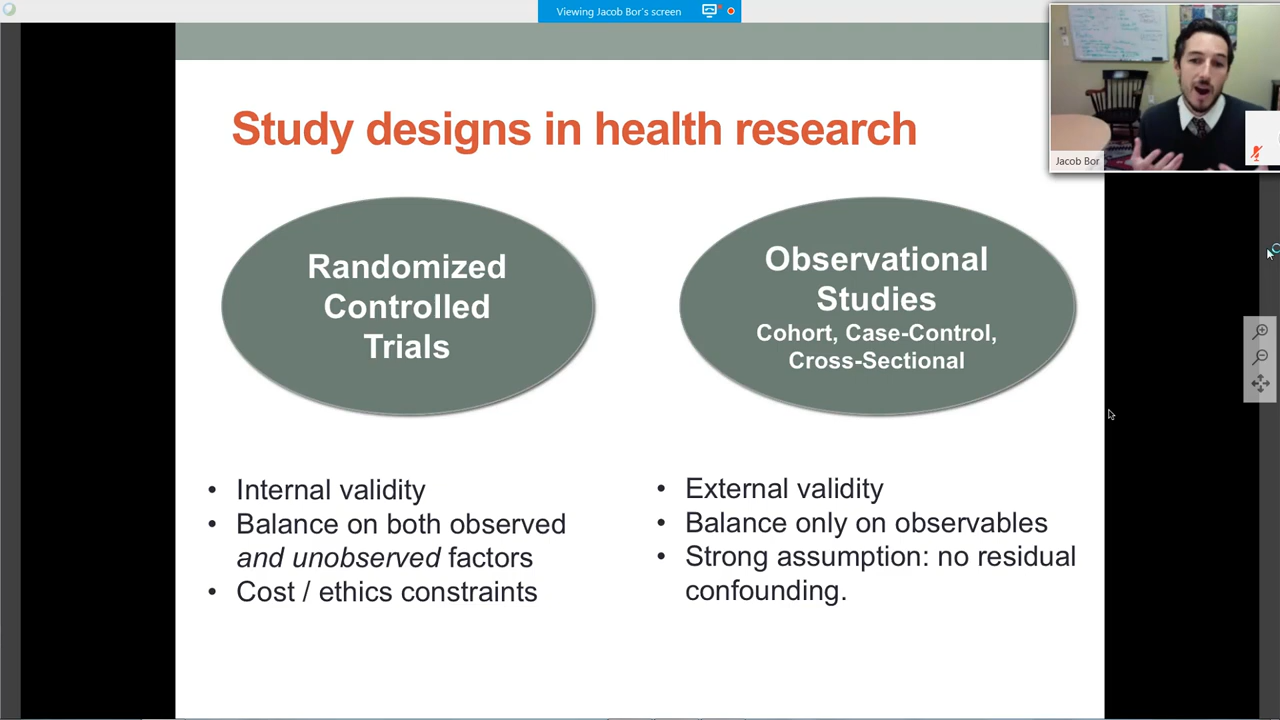 Viewing Jacob Bor's screen
Jacob Bor
Study designs in health research
Randomized
Controlled
Trials
Observational
Studies
Cohort, Case-Control,
Cross-Sectional
• Internal validity
• Balance on both observed
and unobserved factors
• Cost / ethics constraints
• External validity
• Balance only on observables
• Strong assumption: no residual
confounding.